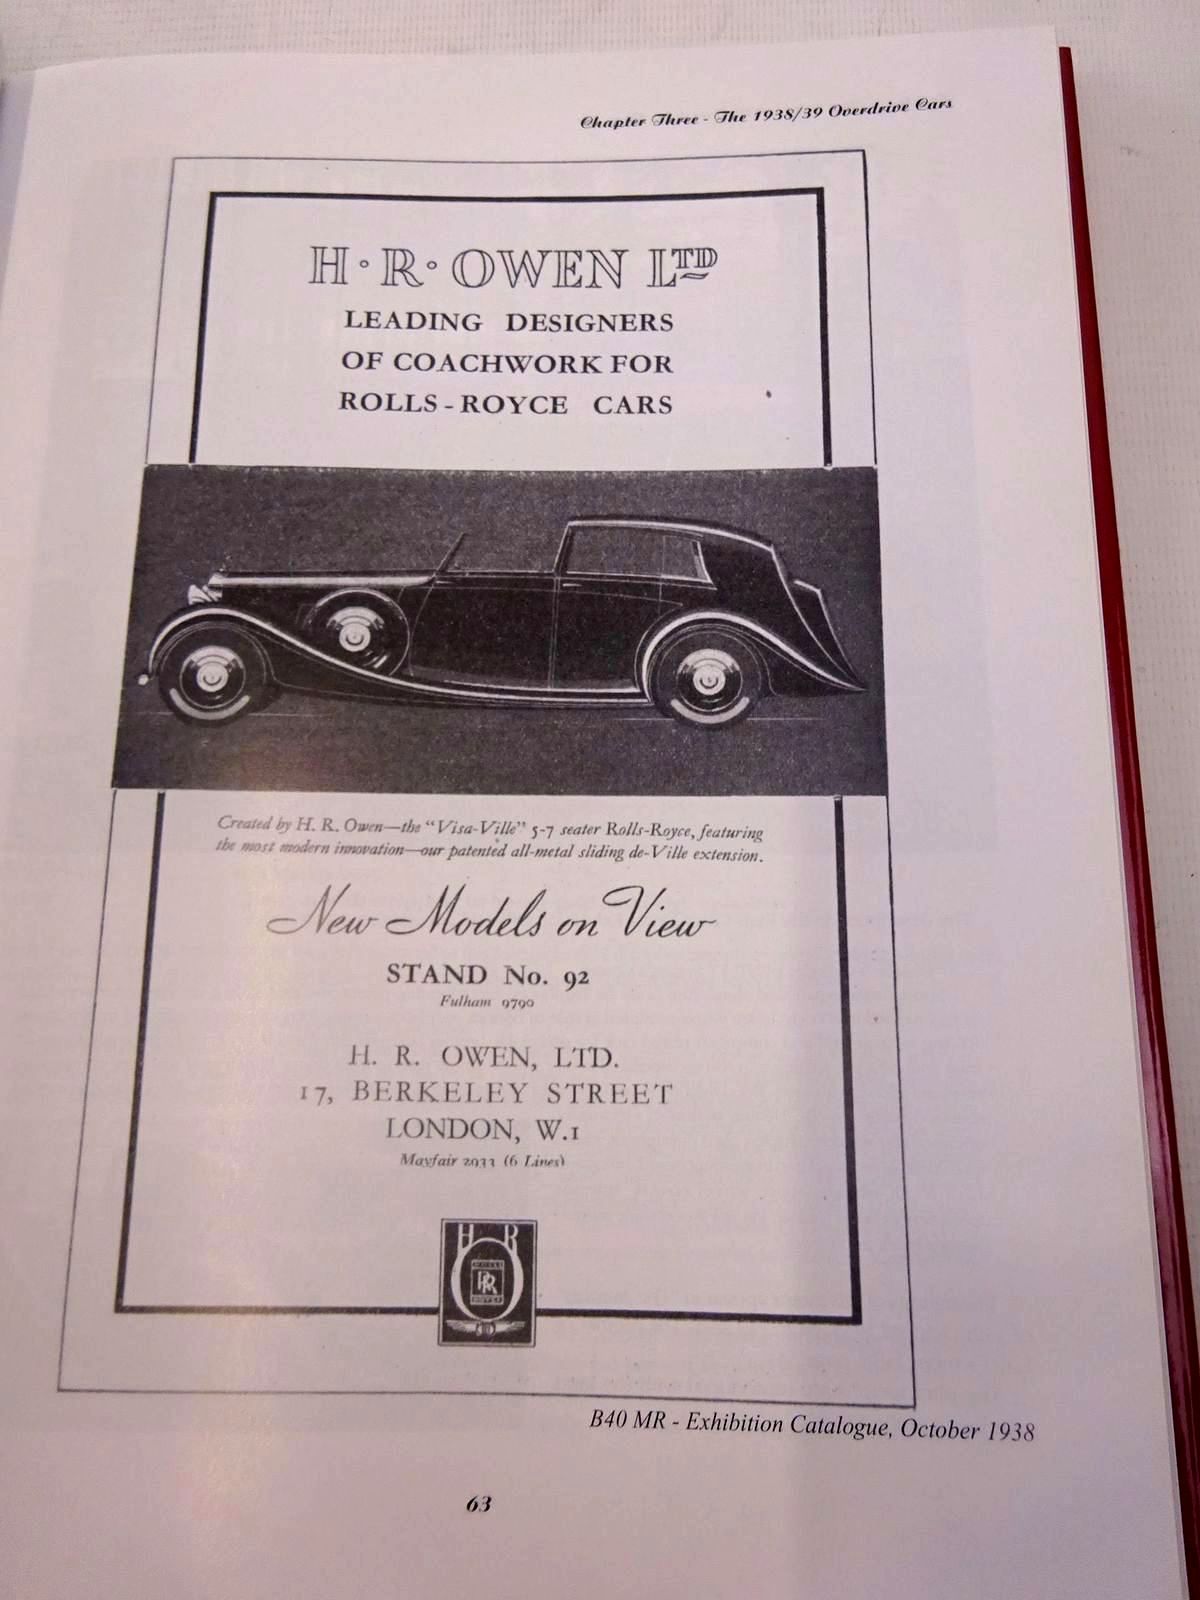 Chapter Three - The 1938/39 Overdrive Cars
H·R·OWEN LTD
LEADING DESIGNERS
OF COACHWORK FOR
ROLLS-ROYCE CARS
Created by H. R. Owen—the "Visa-Ville" 5-7 seater Rolls-Royce, featuring
the most modern innovation—our patented all-metal sliding de-Ville extension.
New Models on View
STAND No. 92
Fulham 9790
H. R. OWEN, LTD.
17, BERKELEY STREET
LONDON, W.1
Mayfair 2033 (6 Lines)
H R
O
ROLLS
RR
ROYCE
B40 MR - Exhibition Catalogue, October 1938
63